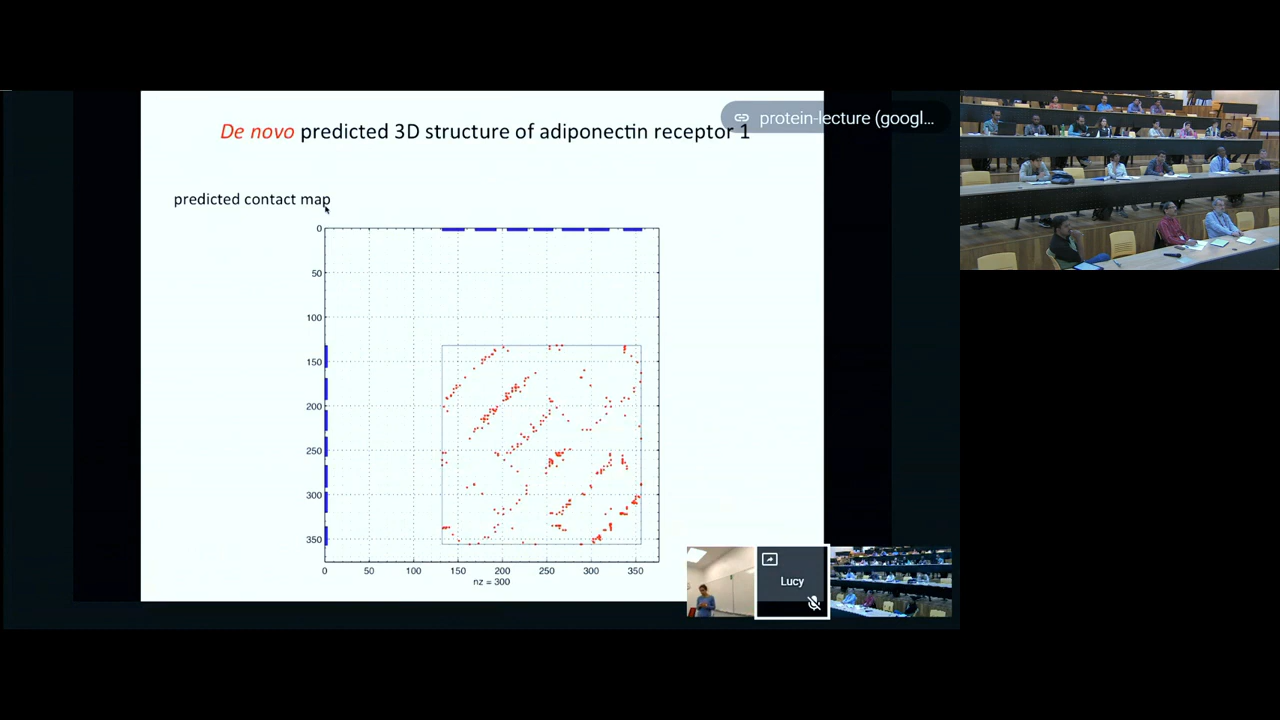 De novo predicted 3D structure of adiponectin receptor 1
protein-lecture (googl...
predicted contact map
0
50
100
150
200
250
300
350
0 50 100 150 200 250 300 350
nz = 300
Lucy